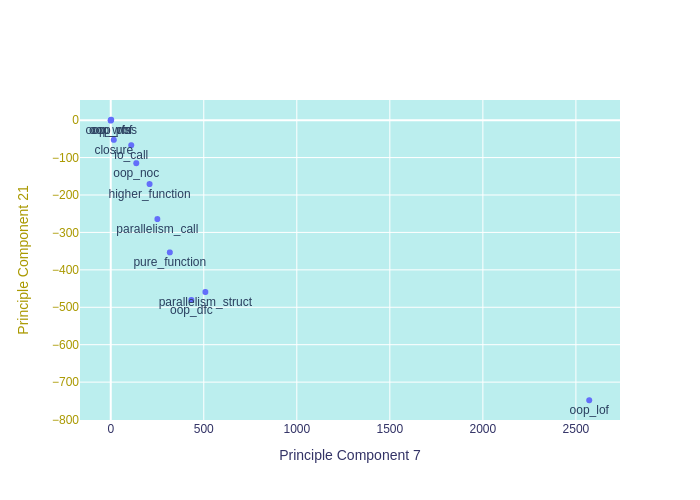 0
closure
io_call
−100
oop_noc
higher_function
−200
parallelism_call
−300
pure_function
−400
parallelism_struct
oop_dfc
−500
−600
−700
oop_lof
−800
0
500
1000
1500
2000
2500
Principle Component 7
Principle Component 21